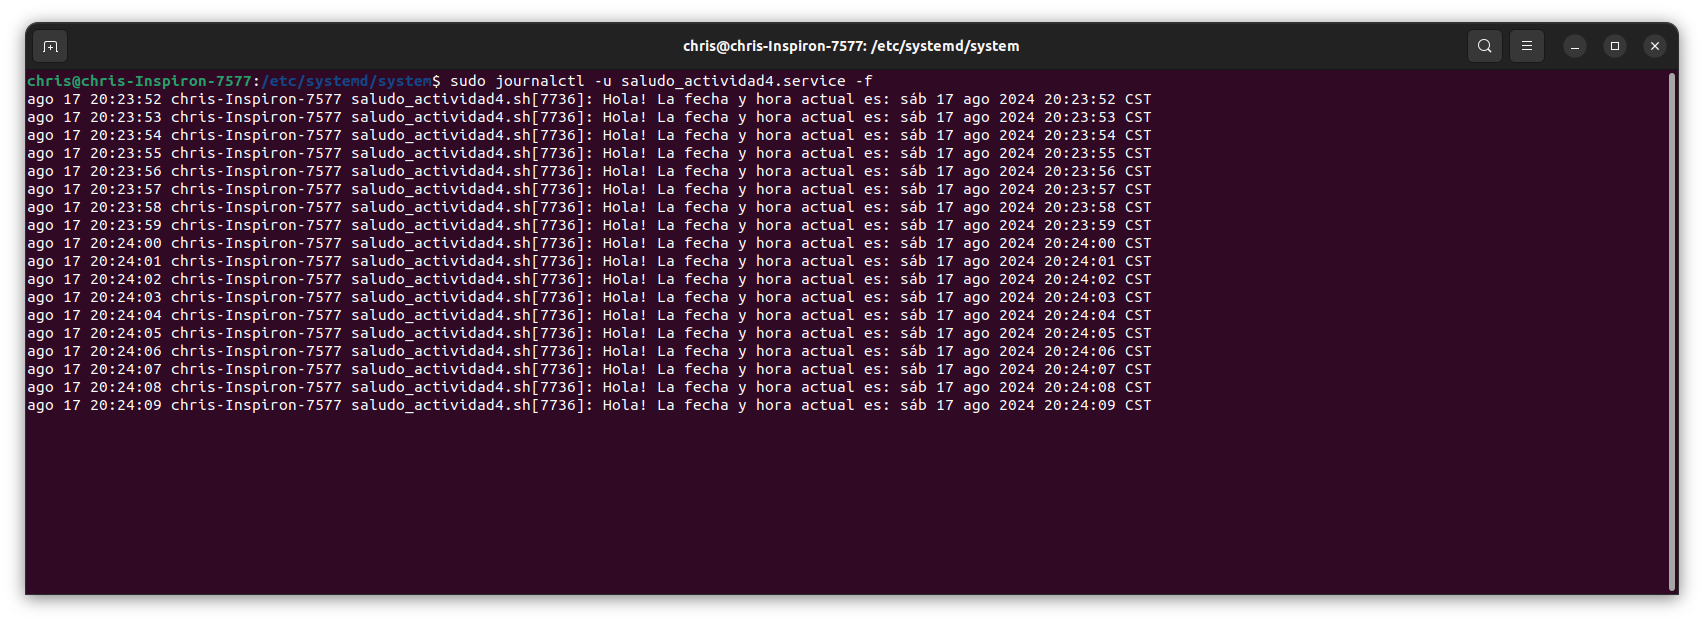 chris@chris-Inspiron-7577: /etc/systemd/system
chris@chris-Inspiron-7577:/etc/systemd/system$ sudo journalctl -u saludo_actividad4.service -f
ago 17 20:23:52 chris-Inspiron-7577 saludo_actividad4.sh[7736]: Hola! La fecha y hora actual es: sáb 17 ago 2024 20:23:52 CST
ago 17 20:23:53 chris-Inspiron-7577 saludo_actividad4.sh[7736]: Hola! La fecha y hora actual es: sáb 17 ago 2024 20:23:53 CST
ago 17 20:23:54 chris-Inspiron-7577 saludo_actividad4.sh[7736]: Hola! La fecha y hora actual es: sáb 17 ago 2024 20:23:54 CST
ago 17 20:23:55 chris-Inspiron-7577 saludo_actividad4.sh[7736]: Hola! La fecha y hora actual es: sáb 17 ago 2024 20:23:55 CST
ago 17 20:23:56 chris-Inspiron-7577 saludo_actividad4.sh[7736]: Hola! La fecha y hora actual es: sáb 17 ago 2024 20:23:56 CST
ago 17 20:23:57 chris-Inspiron-7577 saludo_actividad4.sh[7736]: Hola! La fecha y hora actual es: sáb 17 ago 2024 20:23:57 CST
ago 17 20:23:58 chris-Inspiron-7577 saludo_actividad4.sh[7736]: Hola! La fecha y hora actual es: sáb 17 ago 2024 20:23:58 CST
ago 17 20:23:59 chris-Inspiron-7577 saludo_actividad4.sh[7736]: Hola! La fecha y hora actual es: sáb 17 ago 2024 20:23:59 CST
ago 17 20:24:00 chris-Inspiron-7577 saludo_actividad4.sh[7736]: Hola! La fecha y hora actual es: sáb 17 ago 2024 20:24:00 CST
ago 17 20:24:01 chris-Inspiron-7577 saludo_actividad4.sh[7736]: Hola! La fecha y hora actual es: sáb 17 ago 2024 20:24:01 CST
ago 17 20:24:02 chris-Inspiron-7577 saludo_actividad4.sh[7736]: Hola! La fecha y hora actual es: sáb 17 ago 2024 20:24:02 CST
ago 17 20:24:03 chris-Inspiron-7577 saludo_actividad4.sh[7736]: Hola! La fecha y hora actual es: sáb 17 ago 2024 20:24:03 CST
ago 17 20:24:04 chris-Inspiron-7577 saludo_actividad4.sh[7736]: Hola! La fecha y hora actual es: sáb 17 ago 2024 20:24:04 CST
ago 17 20:24:05 chris-Inspiron-7577 saludo_actividad4.sh[7736]: Hola! La fecha y hora actual es: sáb 17 ago 2024 20:24:05 CST
ago 17 20:24:06 chris-Inspiron-7577 saludo_actividad4.sh[7736]: Hola! La fecha y hora actual es: sáb 17 ago 2024 20:24:06 CST
ago 17 20:24:07 chris-Inspiron-7577 saludo_actividad4.sh[7736]: Hola! La fecha y hora actual es: sáb 17 ago 2024 20:24:07 CST
ago 17 20:24:08 chris-Inspiron-7577 saludo_actividad4.sh[7736]: Hola! La fecha y hora actual es: sáb 17 ago 2024 20:24:08 CST
ago 17 20:24:09 chris-Inspiron-7577 saludo_actividad4.sh[7736]: Hola! La fecha y hora actual es: sáb 17 ago 2024 20:24:09 CST